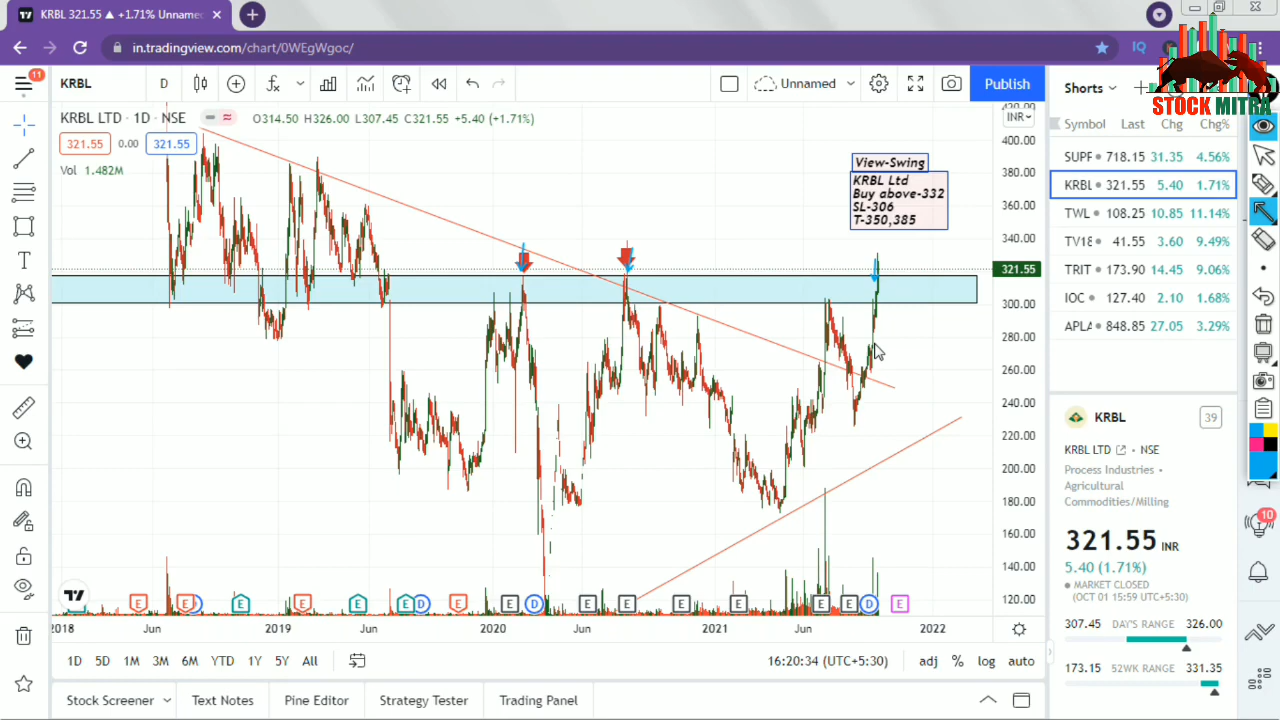 KRBL 321.55 ▲ +1.71% Unname
in.tradingview.com/chart/0WEgWgoc/
IQ
STOCK MITRA
11
KRBL
D
Unnamed
Publish
Shorts
KRBL LTD · 1D · NSE
O314.50 H326.00 L307.45 C321.55 +5.40 (+1.71%)
321.55 0.00 321.55
Vol 1.482M
INR
Symbol Last Chg Chg%
SUPF 718.15 31.35 4.56%
KRBL 321.55 5.40 1.71%
TWL 108.25 10.85 11.14%
TV18 41.55 3.60 9.49%
TRIT 173.90 14.45 9.06%
IOC 127.40 2.10 1.68%
APLA 848.85 27.05 3.29%
View-Swing
KRBL Ltd
Buy above-332
SL-306
T-350,385
420.00
400.00
380.00
360.00
340.00
321.55
300.00
280.00
260.00
240.00
220.00
200.00
180.00
160.00
140.00
120.00
KRBL
39
KRBL LTD · NSE
Process Industries •
Agricultural
Commodities/Milling
321.55 INR
5.40 (1.71%)
MARKET CLOSED
(OCT 01 15:59 UTC+5:30)
307.45 DAY'S RANGE 326.00
173.15 52WK RANGE 331.35
10
E E D E E E E D E E D E E E E E E D E
2018 Jun 2019 Jun 2020 Jun 2021 Jun 2022
1D 5D 1M 3M 6M YTD 1Y 5Y All
16:20:34 (UTC+5:30) adj % log auto
Stock Screener Text Notes Pine Editor Strategy Tester Trading Panel